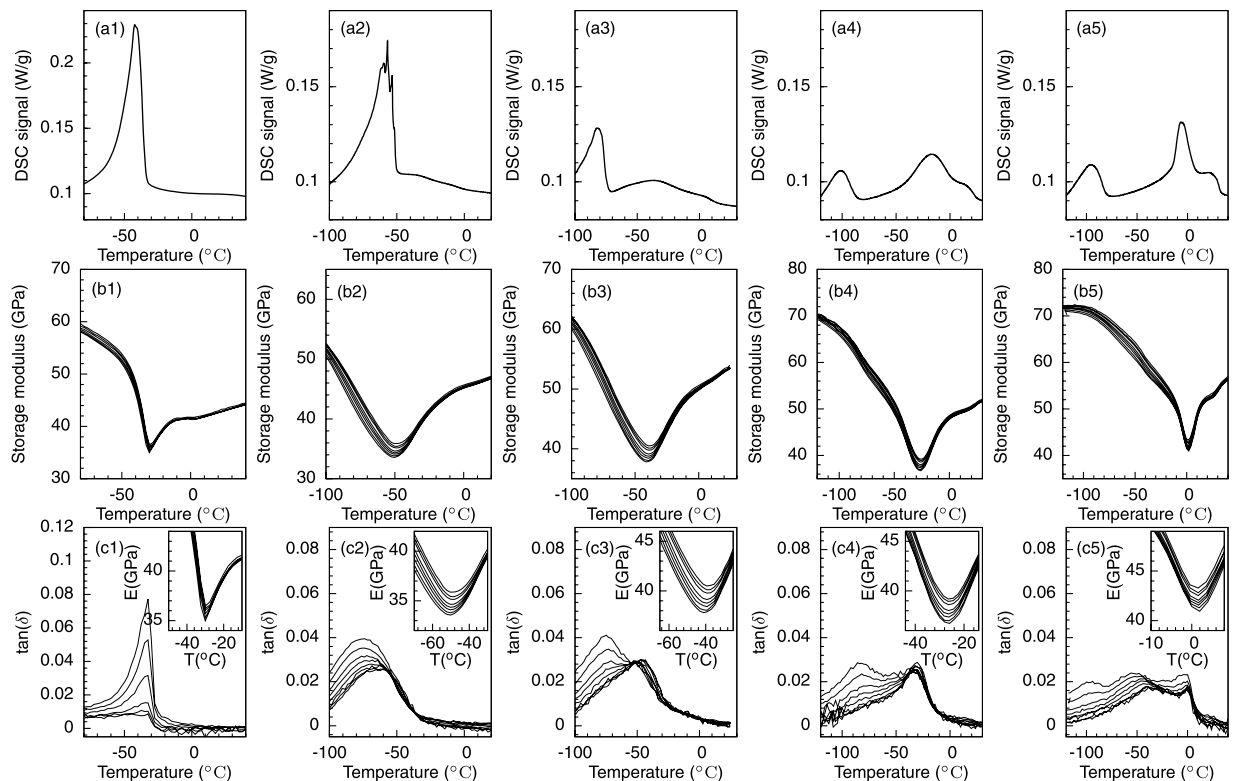 (a1) (a2) (a3) (a4) (a5)
DSC signal (W/g) DSC signal (W/g) DSC signal (W/g) DSC signal (W/g) DSC signal (W/g)
0.2 0.15 0.1
0.15 0.1
0.15 0.1
0.15 0.1
0.15 0.1
-50 0
-100 -50 0
-100 -50 0
-100 -50 0
-100 -50 0
Temperature (°C) Temperature (°C) Temperature (°C) Temperature (°C) Temperature (°C)
(b1) (b2) (b3) (b4) (b5)
Storage modulus (GPa) Storage modulus (GPa) Storage modulus (GPa) Storage modulus (GPa) Storage modulus (GPa)
70 60 50 40 30
60 50 40 30
70 60 50 40
80 70 60 50 40
80 70 60 50 40
-50 0
-100 -50 0
-100 -50 0
-100 -50 0
-100 -50 0
Temperature (°C) Temperature (°C) Temperature (°C) Temperature (°C) Temperature (°C)
(c1) (c2) (c3) (c4) (c5)
tan(δ) tan(δ) tan(δ) tan(δ) tan(δ)
0.12 0.1 0.08 0.06 0.04 0.02 0
0.08 0.06 0.04 0.02 0
0.08 0.06 0.04 0.02 0
0.08 0.06 0.04 0.02 0
0.08 0.06 0.04 0.02 0
E(GPa) E(GPa) E(GPa) E(GPa) E(GPa)
40 35
40 35
45 40
45 40
44 41 40
-40 -20
-60 -40
-60 -40
-40 -20
-10 0
T(°C) T(°C) T(°C) T(°C) T(°C)
-50 0
-100 -50 0
-100 -50 0
-100 -50 0
-100 -50 0
Temperature (°C) Temperature (°C) Temperature (°C) Temperature (°C) Temperature (°C)